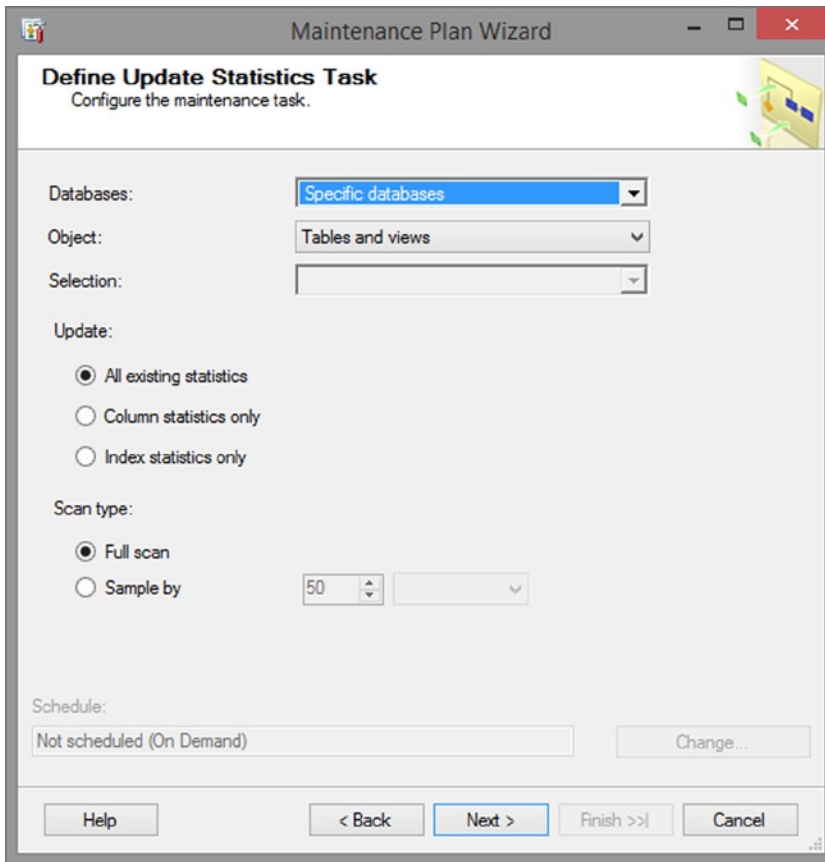 Maintenance Plan Wizard
Define Update Statistics Task
Configure the maintenance task.
Databases: Specific databases
Object: Tables and views
Selection:
Update:
All existing statistics
Column statistics only
Index statistics only
Scan type:
Full scan
Sample by 50
Schedule:
Not scheduled (On Demand) Change...
Help < Back Next > Finish >>| Cancel